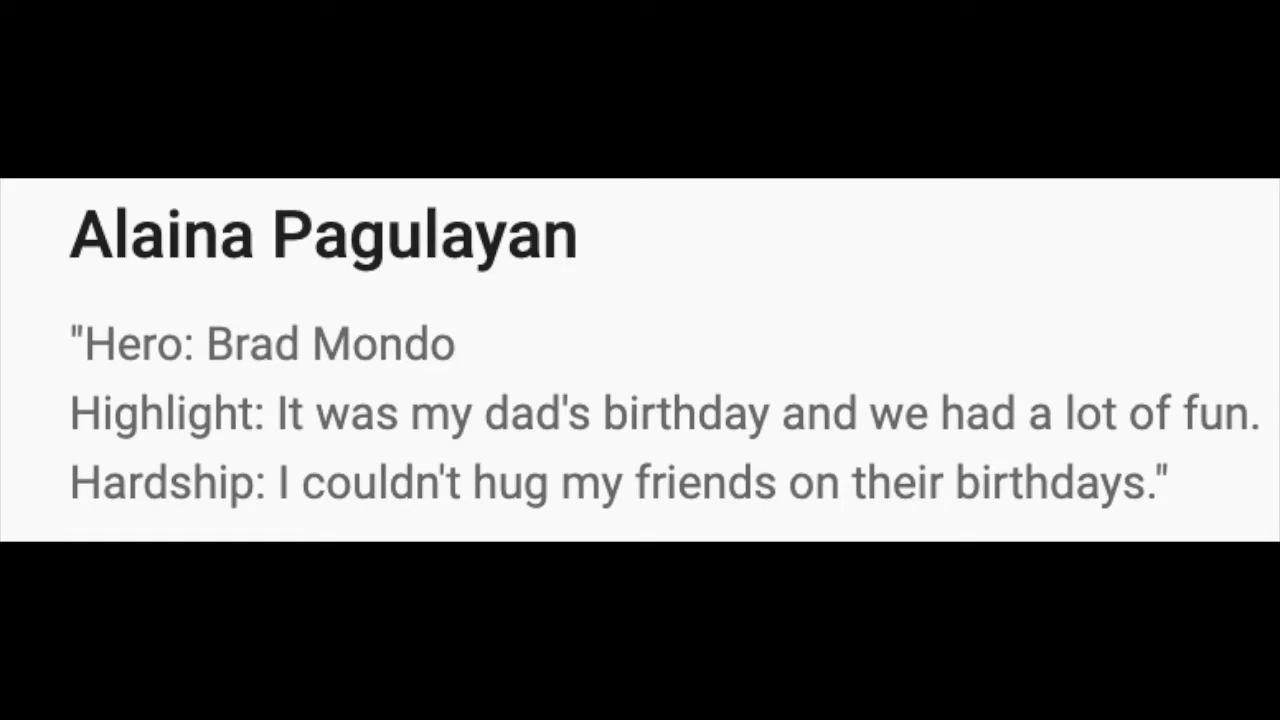 Alaina Pagulayan
"Hero: Brad Mondo
Highlight: It was my dad's birthday and we had a lot of fun.
Hardship: I couldn't hug my friends on their birthdays."